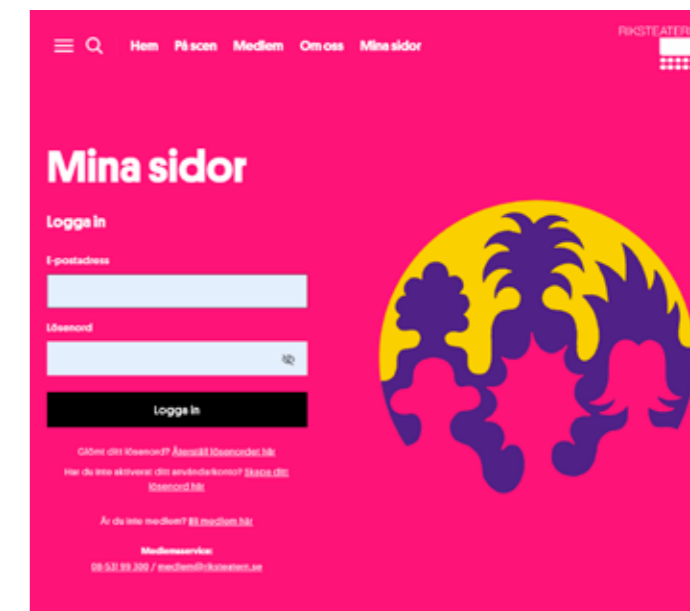 Hem På scen Medlem Om oss Mina sidor
RIKSTEATERN
Mina sidor
Logga in
E-postadress
Lösenord
Logga in
Glömt ditt lösenord? Återställ lösenordet här
Har du inte aktiverat ditt användarkonto? Skapa ditt
lösenord här
Är du inte medlem? Bli medlem här
Medlemsservice:
08-531 99 300 / medlem@riksteatern.se